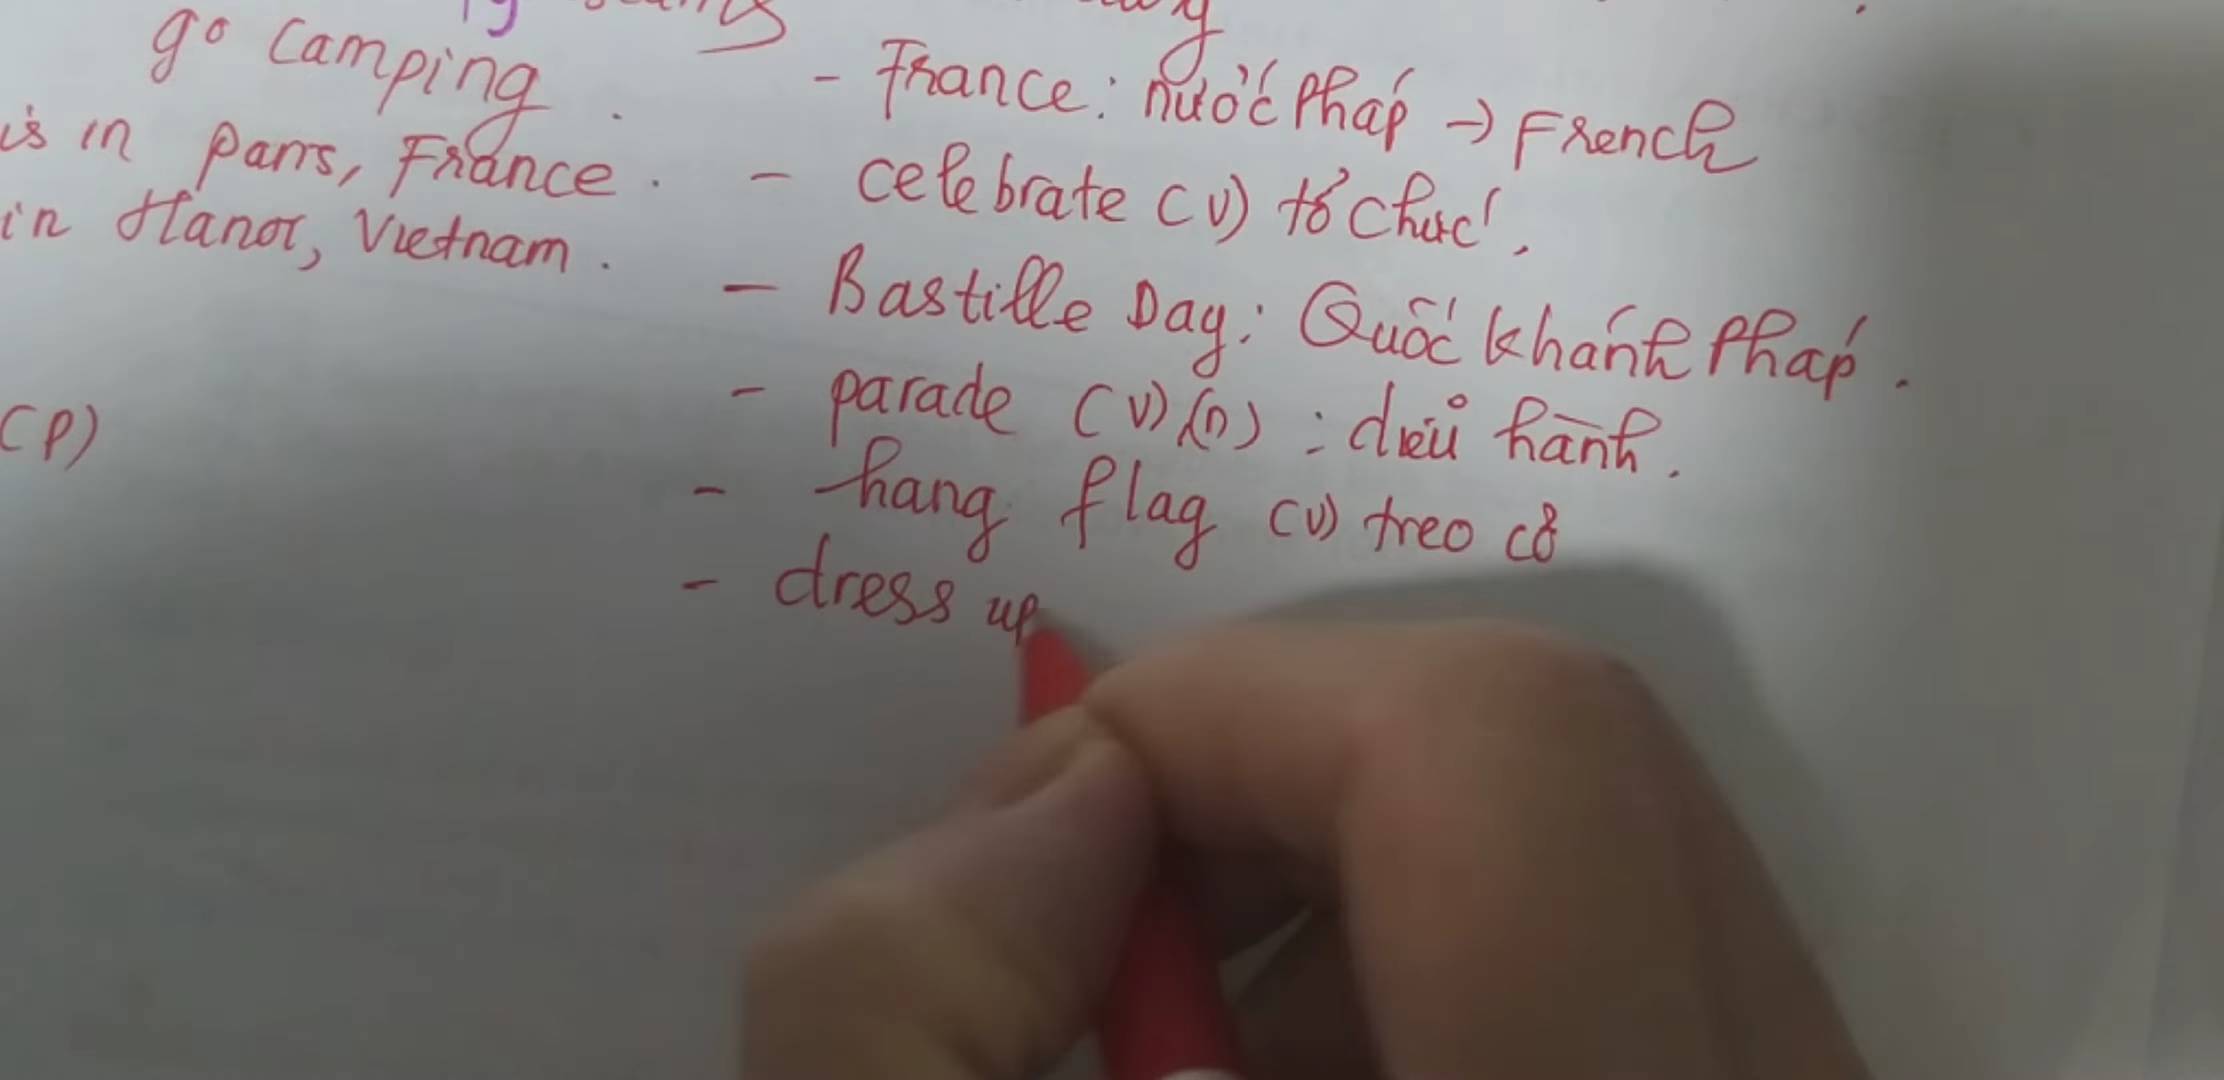 go camping.
is in Paris, France.
in Hanoi, Vietnam.
(P)
- France: nước Pháp → French
- celebrate (v) tổ chức.
- Bastille Day: Quốc khánh Pháp.
- parade (v)(n): diễu hành.
- hang flag (v) treo cờ
- dress up